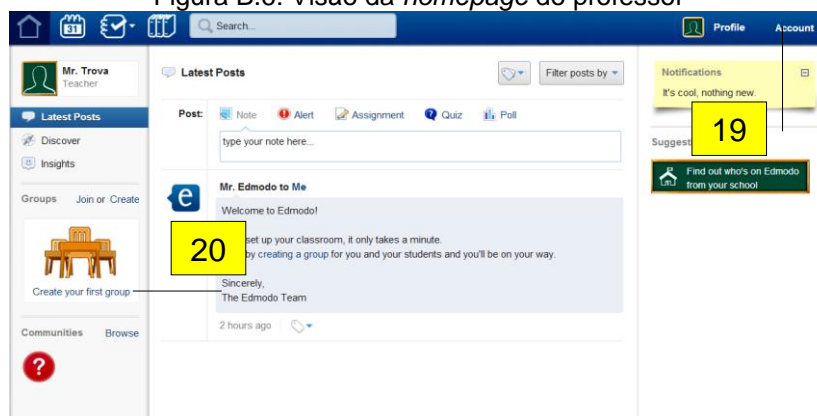 Figura B.6: Visão da homepage do professor
31
Search...
Profile
Account
Mr. Trova
Teacher
Latest Posts
Discover
Insights
Groups Join or Create
Create your first group
Communities Browse
?
Latest Posts
Filter posts by
Post: Note Alert Assignment Quiz Poll
type your note here...
e
Mr. Edmodo to Me
Welcome to Edmodo!
20
set up your classroom, it only takes a minute.
by creating a group for you and your students and you'll be on your way.
Sincerely,
The Edmodo Team
2 hours ago
Notifications
It's cool, nothing new.
19
Suggest
Find out who's on Edmodo
from your school